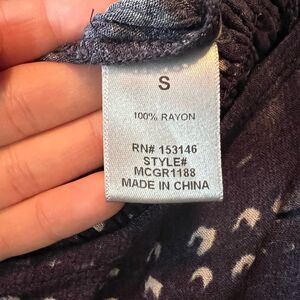 S
100% RAYON
RN# 153146
STYLE#
MCGR1188
MADE IN CHINA